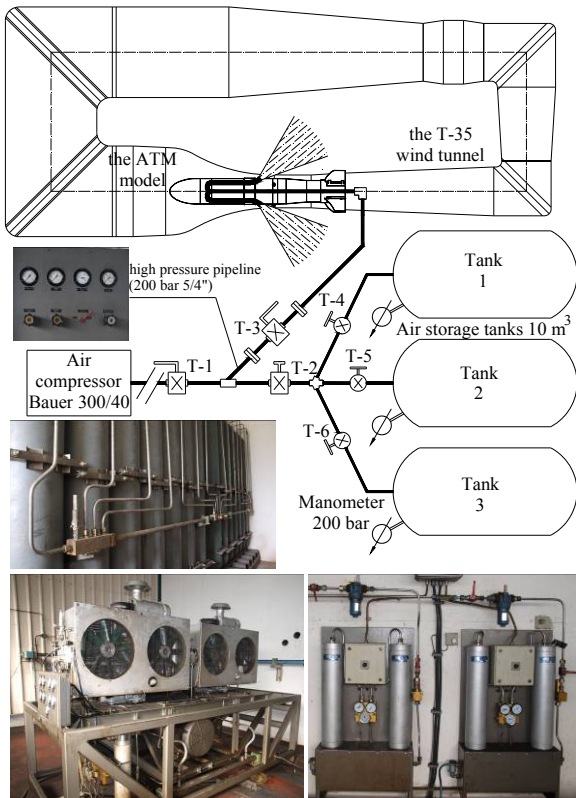 the ATM
model
the T-35
wind tunnel
high pressure pipeline
(200 bar 5/4")
T-3
T-4
Tank
1
Air storage tanks 10 m³
Air
compressor
Bauer 300/40
T-1
T-2
T-5
Tank
2
T-6
Manometer
200 bar
Tank
3